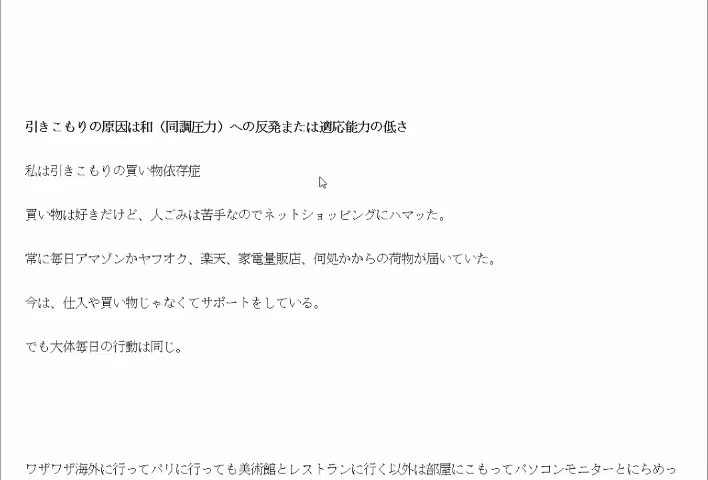 引きこもりの原因は和（同調圧力）への反発または適応能力の低さ
私は引きこもりの買い物依存症
買い物は好きだけど、人ごみは苦手なのでネットショッピングにハマッた。
常に毎日アマゾンかヤフオク、楽天、家電量販店、何処かからの荷物が届いていた。
今は、仕入や買い物じゃなくてサポートをしている。
でも大体毎日の行動は同じ。
ワザワザ海外に行ってパリに行っても美術館とレストランに行く以外は部屋にこもってパソコンモニターとにらめっ